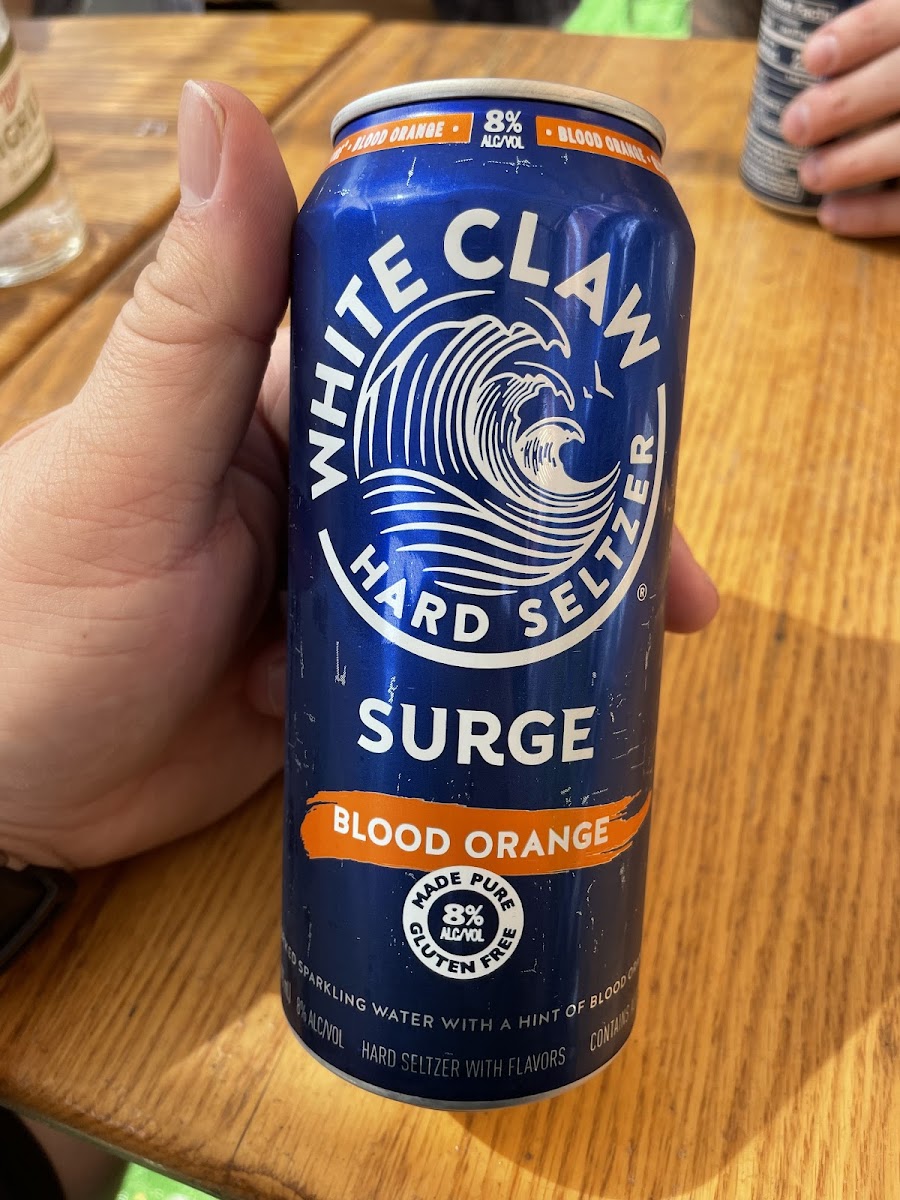 BLOOD ORANGE
8%
ALC/VOL
BLOOD ORANGE
WHITE CLAW
HARD SELTZER
®
SURGE
BLOOD ORANGE
MADE PURE
8%
ALC/VOL
GLUTEN FREE
SPARKLING WATER WITH A HINT OF BLOOD
8% ALC/VOL
HARD SELTZER WITH FLAVORS
CONTAINS